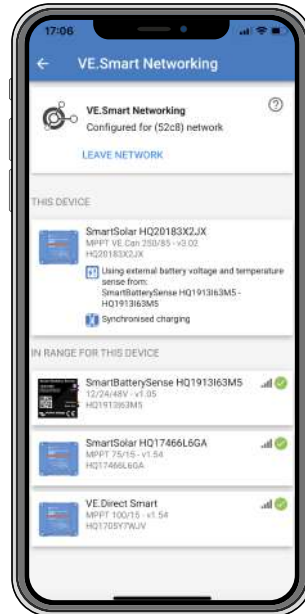 17:06
VE.Smart Networking
VE.Smart Networking
Configured for (52c8) network
LEAVE NETWORK
THIS DEVICE
SmartSolar HQ20183X2JX
MPPT VE.Can 250/85 - v3.02
HQ20183X2JX
Using external battery voltage and temperature
sense from:
SmartBatterySense HQ1913I63M5 -
HQ1913I63M5
Synchronised charging
IN RANGE FOR THIS DEVICE
SmartBatterySense HQ1913I63M5
12/24/48V - v1.05
HQ1913I63M5
SmartSolar HQ17466L6GA
MPPT 75/15 - v1.54
HQ17466L6GA
VE.Direct Smart
MPPT 100/15 - v1.54
HQ1705Y7WJV